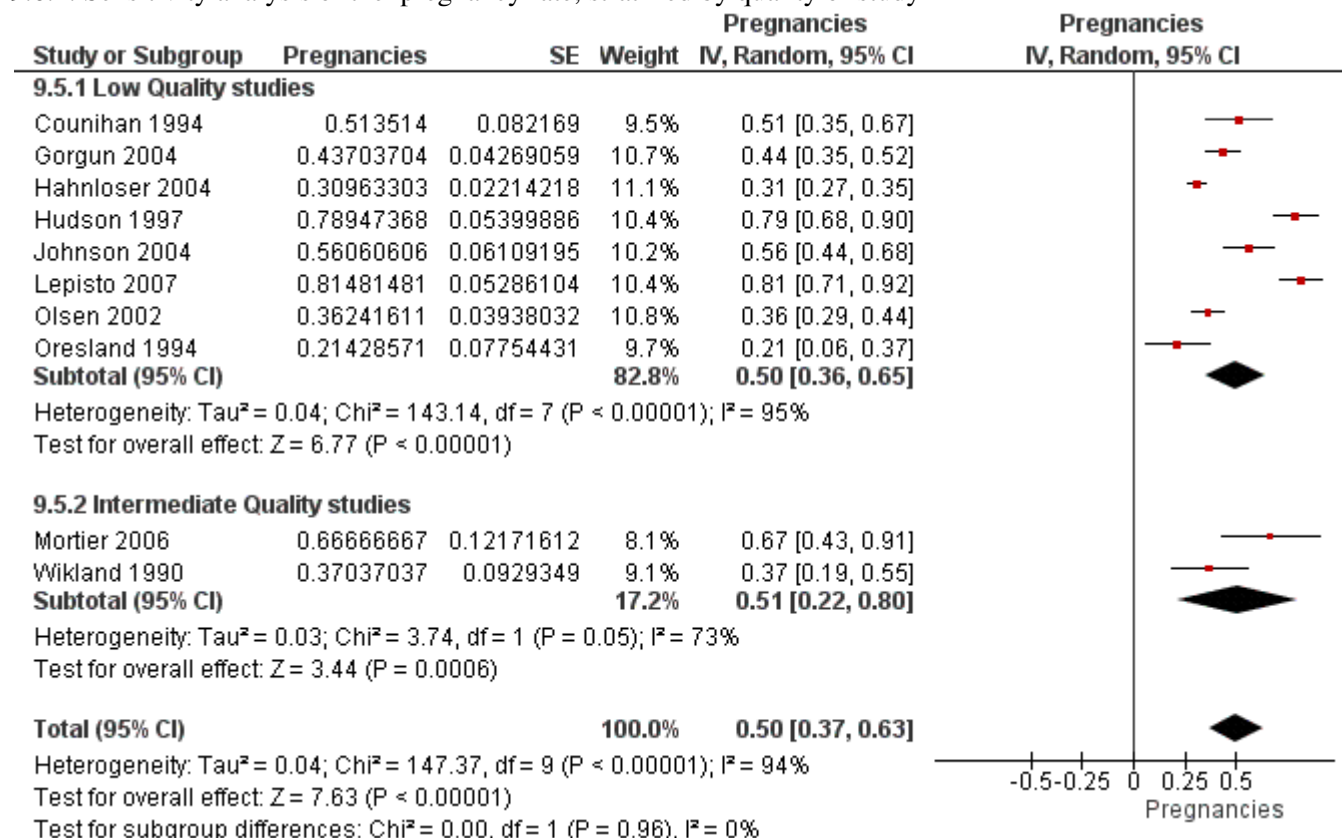 Pregnancies Pregnancies
Study or Subgroup Pregnancies SE Weight IV, Random, 95% CI IV, Random, 95% CI
9.5.1 Low Quality studies
Counihan 1994 0.513514 0.082169 9.5% 0.51 [0.35, 0.67]
Gorgun 2004 0.43703704 0.04269059 10.7% 0.44 [0.35, 0.52]
Hahnloser 2004 0.30963303 0.02214218 11.1% 0.31 [0.27, 0.35]
Hudson 1997 0.78947368 0.05399886 10.4% 0.79 [0.68, 0.90]
Johnson 2004 0.56060606 0.06109195 10.2% 0.56 [0.44, 0.68]
Lepisto 2007 0.81481481 0.05286104 10.4% 0.81 [0.71, 0.92]
Olsen 2002 0.36241611 0.03938032 10.8% 0.36 [0.29, 0.44]
Oresland 1994 0.21428571 0.07754431 9.7% 0.21 [0.06, 0.37]
Subtotal (95% CI) 82.8% 0.50 [0.36, 0.65]
Heterogeneity: Tau² = 0.04; Chi² = 143.14, df = 7 (P < 0.00001); I² = 95%
Test for overall effect: Z = 6.77 (P < 0.00001)
9.5.2 Intermediate Quality studies
Mortier 2006 0.66666667 0.12171612 8.1% 0.67 [0.43, 0.91]
Wikland 1990 0.37037037 0.0929349 9.1% 0.37 [0.19, 0.55]
Subtotal (95% CI) 17.2% 0.51 [0.22, 0.80]
Heterogeneity: Tau² = 0.03; Chi² = 3.74, df = 1 (P = 0.05); I² = 73%
Test for overall effect: Z = 3.44 (P = 0.0006)
Total (95% CI) 100.0% 0.50 [0.37, 0.63]
Heterogeneity: Tau² = 0.04; Chi² = 147.37, df = 9 (P < 0.00001); I² = 94%
Test for overall effect: Z = 7.63 (P < 0.00001)
Test for subgroup differences: Chi² = 0.00, df = 1 (P = 0.96), I² = 0%
-0.5 -0.25 0 0.25 0.5
Pregnancies